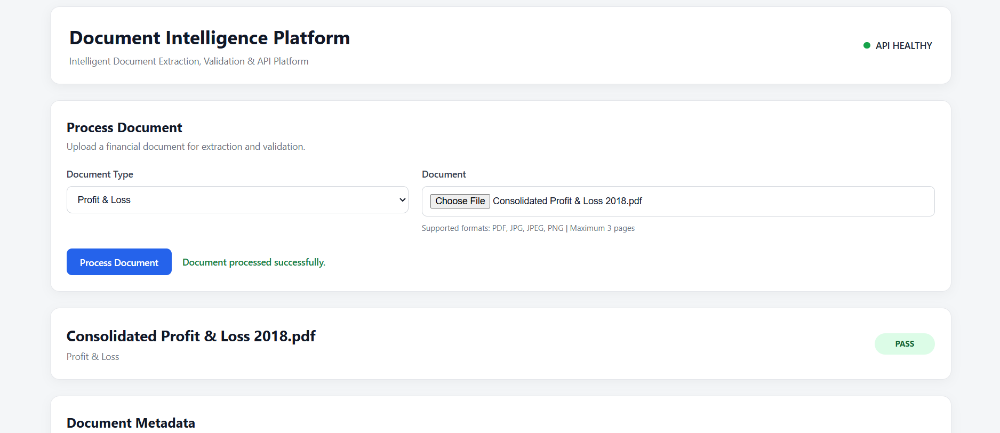 Document Intelligence Platform
Intelligent Document Extraction, Validation & API Platform
API HEALTHY
Process Document
Upload a financial document for extraction and validation.
Document Type
Document
Profit & Loss
Choose File Consolidated Profit & Loss 2018.pdf
Supported formats: PDF, JPG, JPEG, PNG | Maximum 3 pages
Process Document
Document processed successfully.
Consolidated Profit & Loss 2018.pdf
Profit & Loss
PASS
Document Metadata